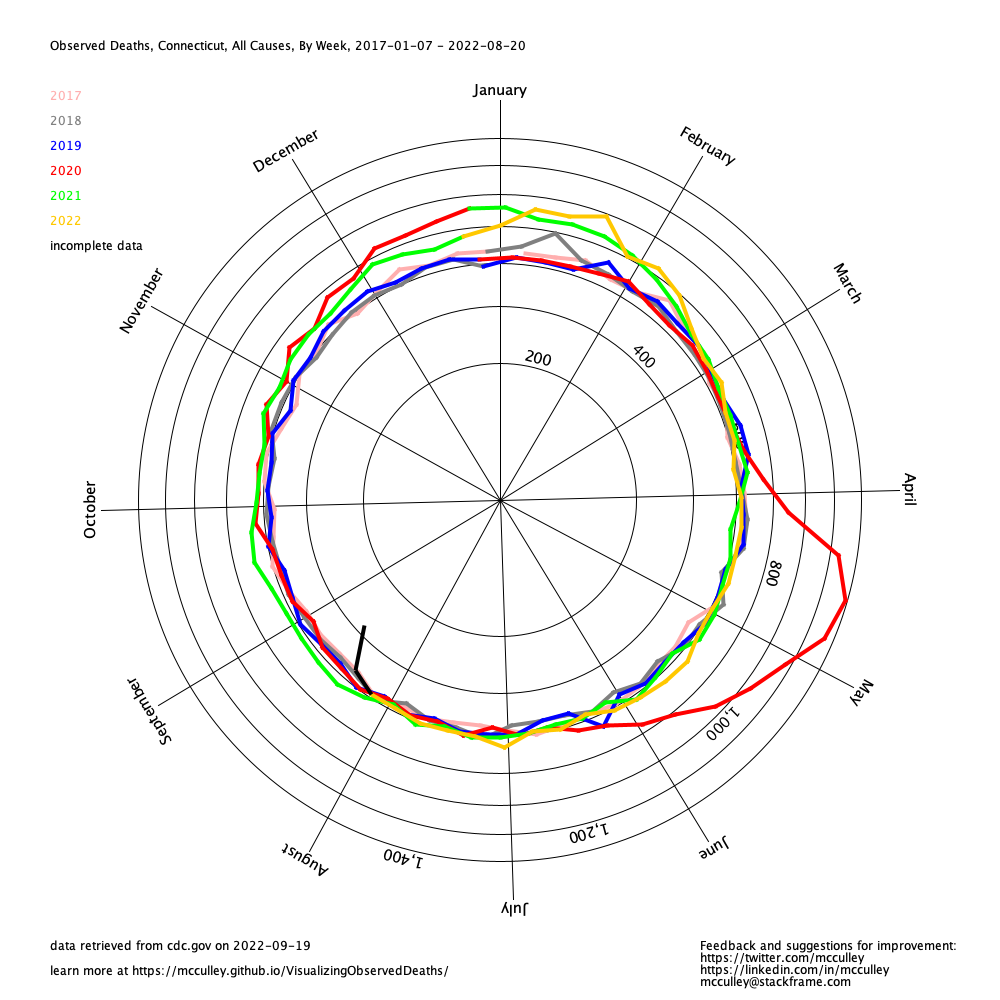 Observed Deaths, Connecticut, All Causes, By Week, 2017-01-07 - 2022-08-20
2017
2018
2019
2020
2021
2022
incomplete data
January
February
March
April
May
June
July
August
September
October
November
December
200
400
800
1,000
1,200
1,400
data retrieved from cdc.gov on 2022-09-19
learn more at https://mcculley.github.io/VisualizingObservedDeaths/
Feedback and suggestions for improvement:
https://twitter.com/mcculley
https://linkedin.com/in/mcculley
mcculley@stackframe.com